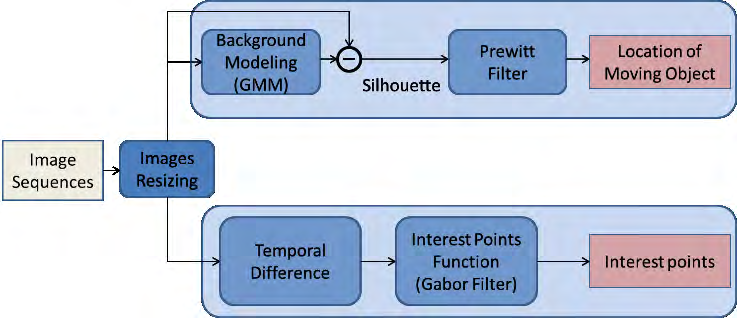 Background
Modeling
(GMM)
Silhouette
Prewitt
Filter
Location of
Moving Object
Image
Sequences
Images
Resizing
Temporal
Difference
Interest Points
Function
(Gabor Filter)
Interest points